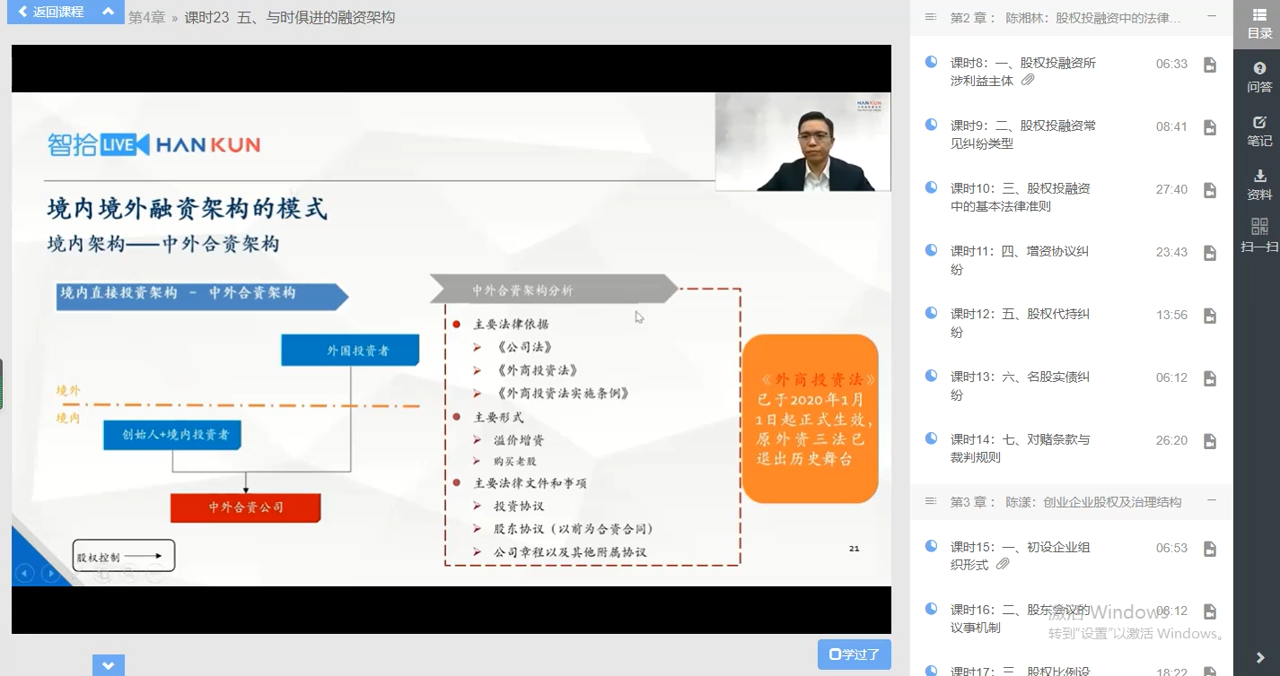 返回课程
第4章 » 课时23 五、与时俱进的融资架构
智拾 LIVE HANKUN
HANKUN
境内境外融资架构的模式
境内架构——中外合资架构
境内直接投资架构 - 中外合资架构
外国投资者
境外
境内
创始人+境内投资者
中外合资公司
股权控制
中外合资架构分析
主要法律依据
《公司法》
《外商投资法》
《外商投资法实施条例》
主要形式
溢价增资
购买老股
主要法律文件和事项
投资协议
股东协议（以前为合资合同）
公司章程以及其他附属协议
《外商投资法》
已于2020年1月
1日起正式生效,
原外资三法已
退出历史舞台
21
学过了
第2章： 陈湘林：股权投融资中的法律...
课时8：一、股权投融资所
涉利益主体
06:33
课时9：二、股权投融资常
见纠纷类型
08:41
课时10：三、股权投融资
中的基本法律准则
27:40
课时11：四、增资协议纠
纷
23:43
课时12：五、股权代持纠
纷
13:56
课时13：六、名股实债纠
纷
06:12
课时14：七、对赌条款与
裁判规则
26:20
第3章： 陈漾：创业企业股权及治理结构
课时15：一、初设企业组
织形式
06:53
课时16：二、股东会议的
议事机制
08:12
课时17：三、股权比例设
18:22
激活 Windows
转到"设置"以激活 Windows。
目录
问答
笔记
资料
扫一扫